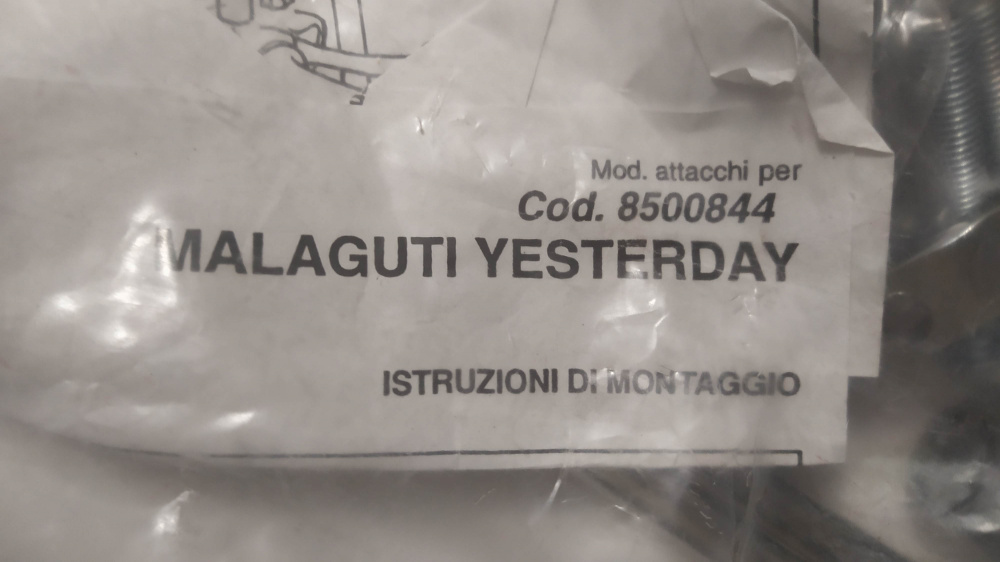 Mod. attacchi per
Cod. 8500844
MALAGUTI YESTERDAY
ISTRUZIONI DI MONTAGGIO